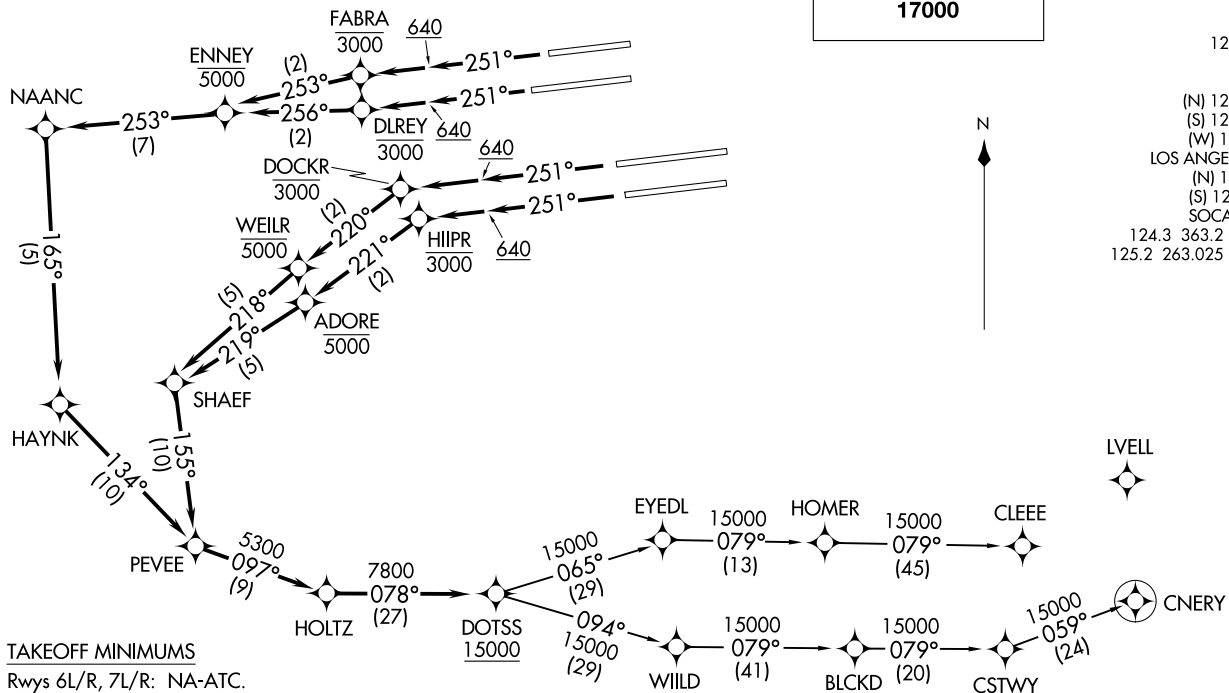 17000
12
(N) 12
(S) 12
(W) 1
LOS ANGE
(N) 1
(S) 12
SOCA
124.3 363.2
125.2 263.025
N
FABRA
3000
640
251°
ENNEY
5000
(2)
253°
NAANC
253°
(7)
256°
(2)
251°
640
DLREY
3000
DOCKR
3000
640
251°
(2)
220°
251°
640
HIIPR
3000
WEILR
5000
221°
(2)
165°
(5)
(5)
218°
219°
(5)
ADORE
5000
SHAEF
HAYNK
155°
(10)
134°
(10)
LVELL
PEVEE
5300
097°
(9)
HOLTZ
7800
078°
(27)
DOTSS
15000
15000
065°
(29)
EYEDL
15000
079°
(13)
HOMER
15000
079°
(45)
CLEEE
094°
15000
(29)
WIILD
15000
079°
(41)
BLCKD
15000
079°
(20)
CSTWY
15000
059°
(24)
CNERY
TAKEOFF MINIMUMS
Rwys 6L/R, 7L/R: NA-ATC.